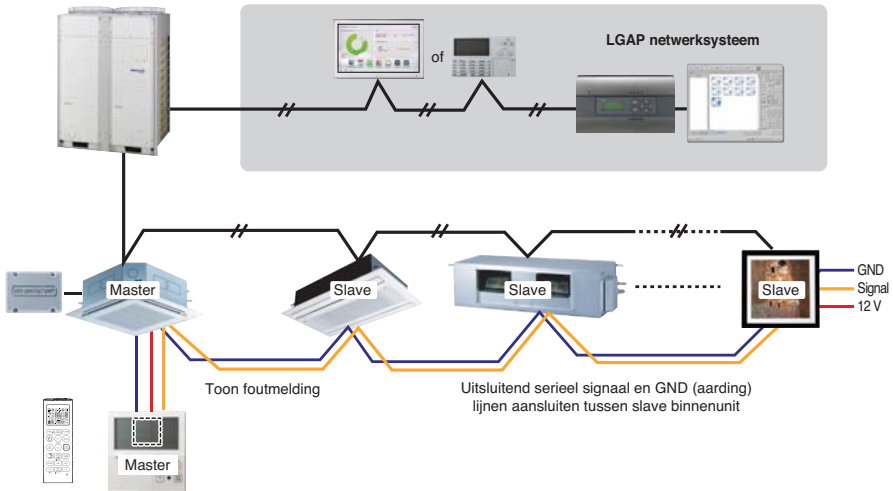 of
LGAP netwerksysteem
Master
Slave
Slave
Slave
GND
Signal
12 V
Toon foutmelding
Uitsluitend serieel signaal en GND (aarding)
lijnen aansluiten tussen slave binnenunit
Master